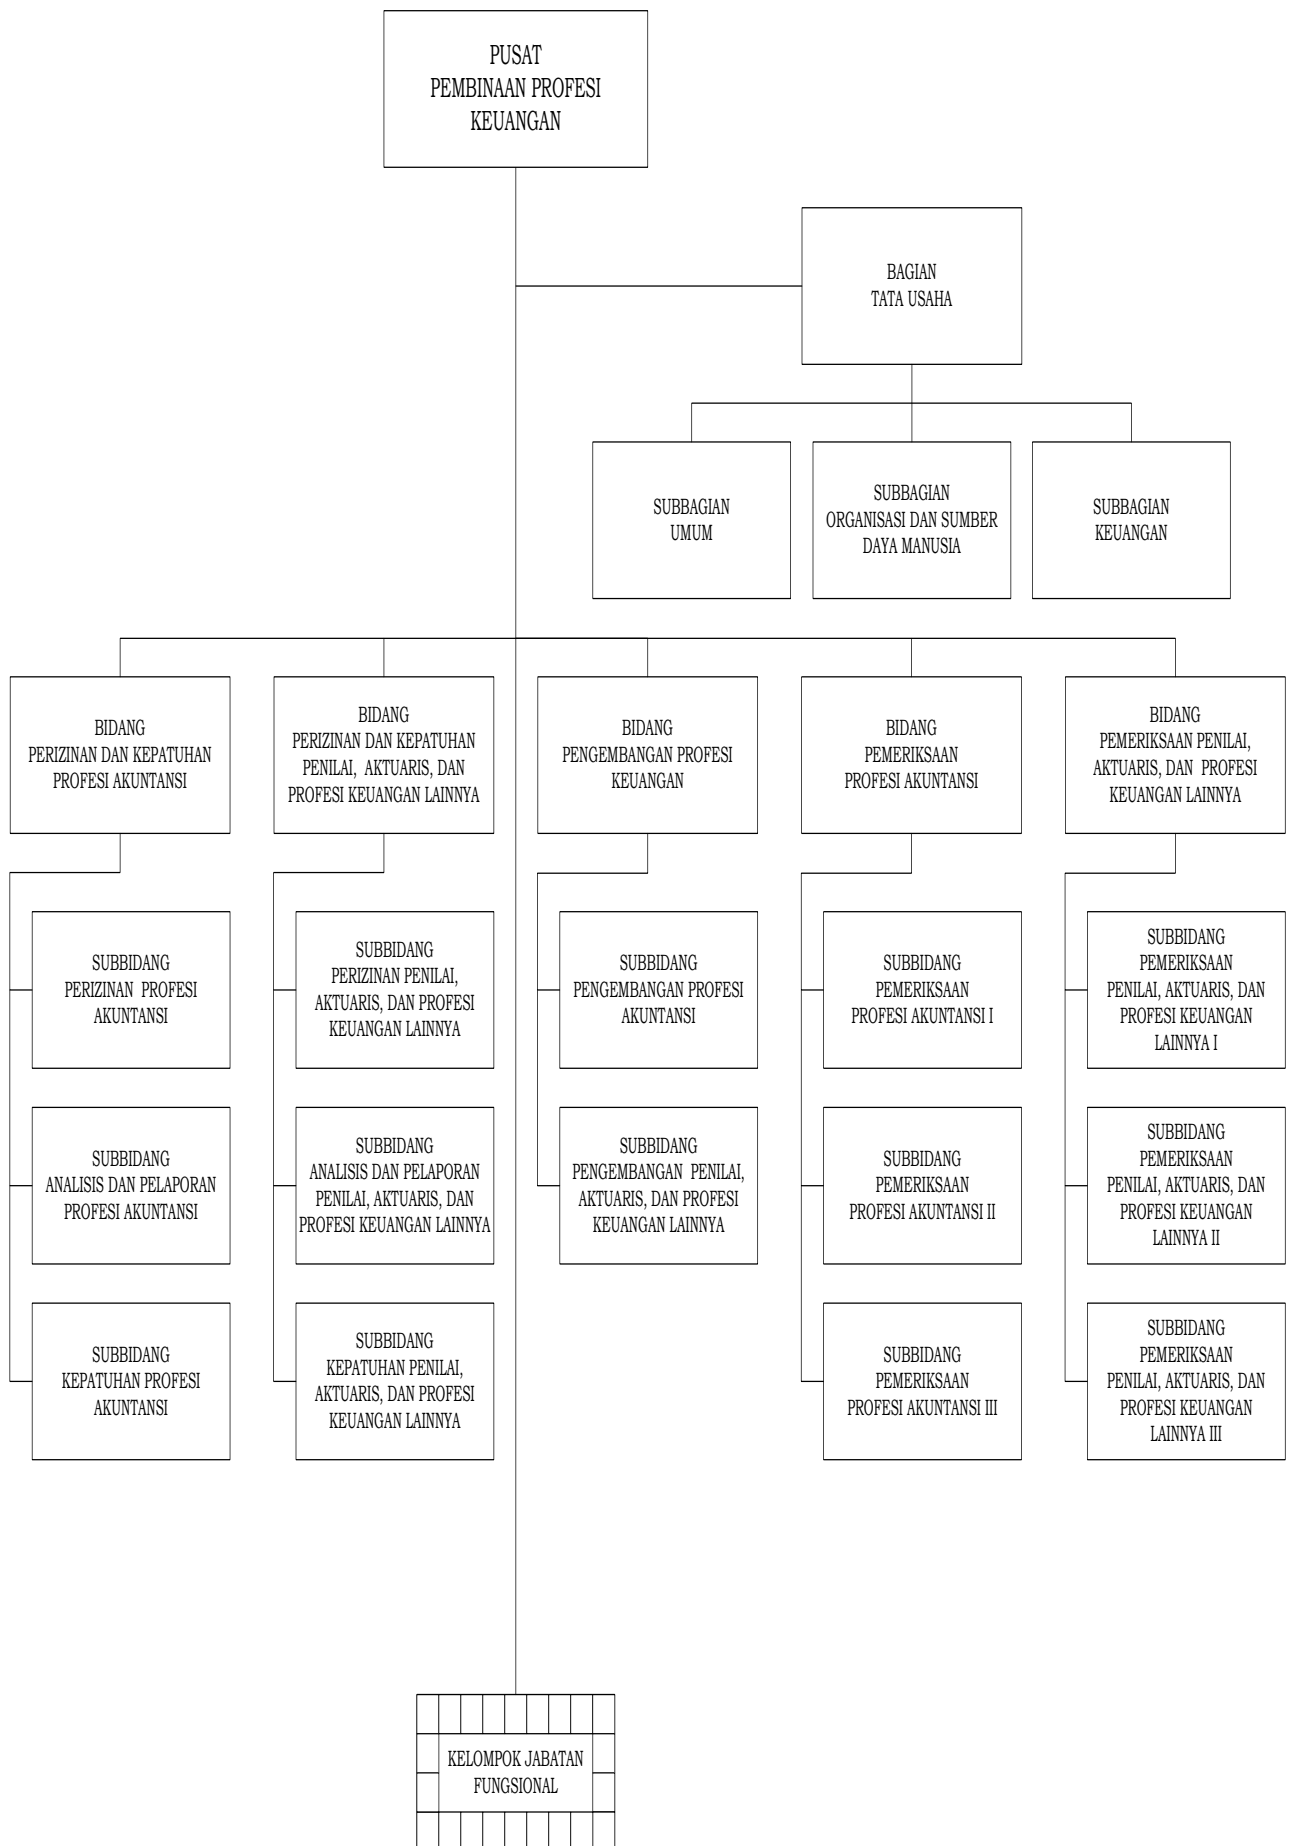 PUSAT
PEMBINAAN PROFESI
KEUANGAN
BAGIAN
TATA USAHA
SUBBAGIAN
UMUM
SUBBAGIAN
ORGANISASI DAN SUMBER
DAYA MANUSIA
SUBBAGIAN
KEUANGAN
BIDANG
PERIZINAN DAN KEPATUHAN
PROFESI AKUNTANSI
BIDANG
PERIZINAN DAN KEPATUHAN
PENILAI, AKTUARIS, DAN
PROFESI KEUANGAN LAINNYA
BIDANG
PENGEMBANGAN PROFESI
KEUANGAN
BIDANG
PEMERIKSAAN
PROFESI AKUNTANSI
BIDANG
PEMERIKSAAN PENILAI,
AKTUARIS, DAN PROFESI
KEUANGAN LAINNYA
SUBBIDANG
PERIZINAN PROFESI
AKUNTANSI
SUBBIDANG
PERIZINAN PENILAI,
AKTUARIS, DAN PROFESI
KEUANGAN LAINNYA
SUBBIDANG
PENGEMBANGAN PROFESI
AKUNTANSI
SUBBIDANG
PEMERIKSAAN
PROFESI AKUNTANSI I
SUBBIDANG
PEMERIKSAAN
PENILAI, AKTUARIS, DAN
PROFESI KEUANGAN
LAINNYA I
SUBBIDANG
ANALISIS DAN PELAPORAN
PROFESI AKUNTANSI
SUBBIDANG
ANALISIS DAN PELAPORAN
PENILAI, AKTUARIS, DAN
PROFESI KEUANGAN LAINNYA
SUBBIDANG
PENGEMBANGAN PENILAI,
AKTUARIS, DAN PROFESI
KEUANGAN LAINNYA
SUBBIDANG
PEMERIKSAAN
PROFESI AKUNTANSI II
SUBBIDANG
PEMERIKSAAN
PENILAI, AKTUARIS, DAN
PROFESI KEUANGAN
LAINNYA II
SUBBIDANG
KEPATUHAN PROFESI
AKUNTANSI
SUBBIDANG
KEPATUHAN PENILAI,
AKTUARIS, DAN PROFESI
KEUANGAN LAINNYA
SUBBIDANG
PEMERIKSAAN
PROFESI AKUNTANSI III
SUBBIDANG
PEMERIKSAAN
PENILAI, AKTUARIS, DAN
PROFESI KEUANGAN
LAINNYA III
KELOMPOK JABATAN
FUNGSIONAL